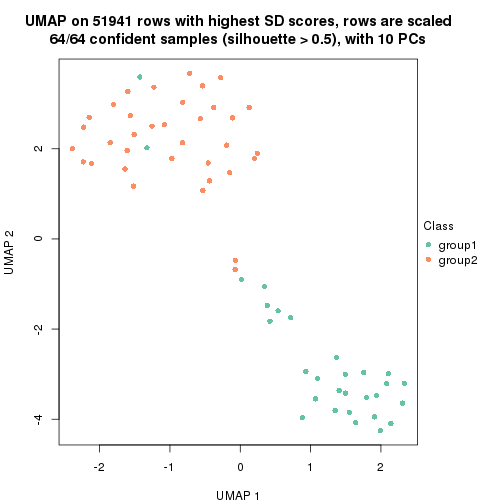 UMAP on 51941 rows with highest SD scores, rows are scaled
64/64 confident samples (silhouette > 0.5), with 10 PCs
2
0
-2
-4
UMAP 2
-2
-1
0
1
2
UMAP 1
Class
group1
group2